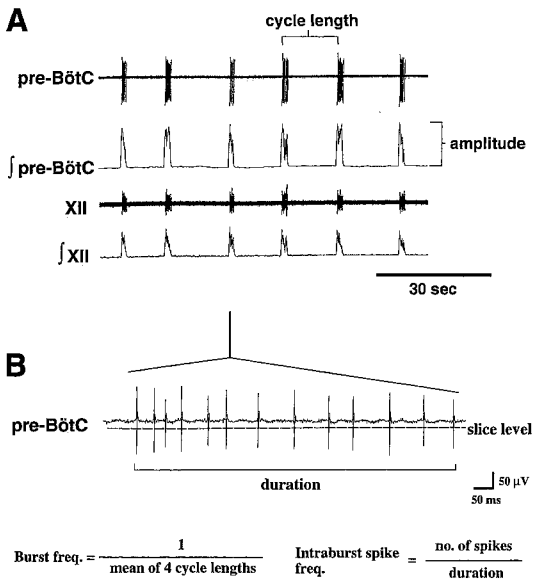 A
cycle length
pre-BötC
∫ pre-BötC
amplitude
XII
∫ XII
30 sec
B
pre-BötC
slice level
duration
50 μV
50 ms
Burst freq. = 1 / mean of 4 cycle lengths
Intraburst spike freq. = no. of spikes / duration